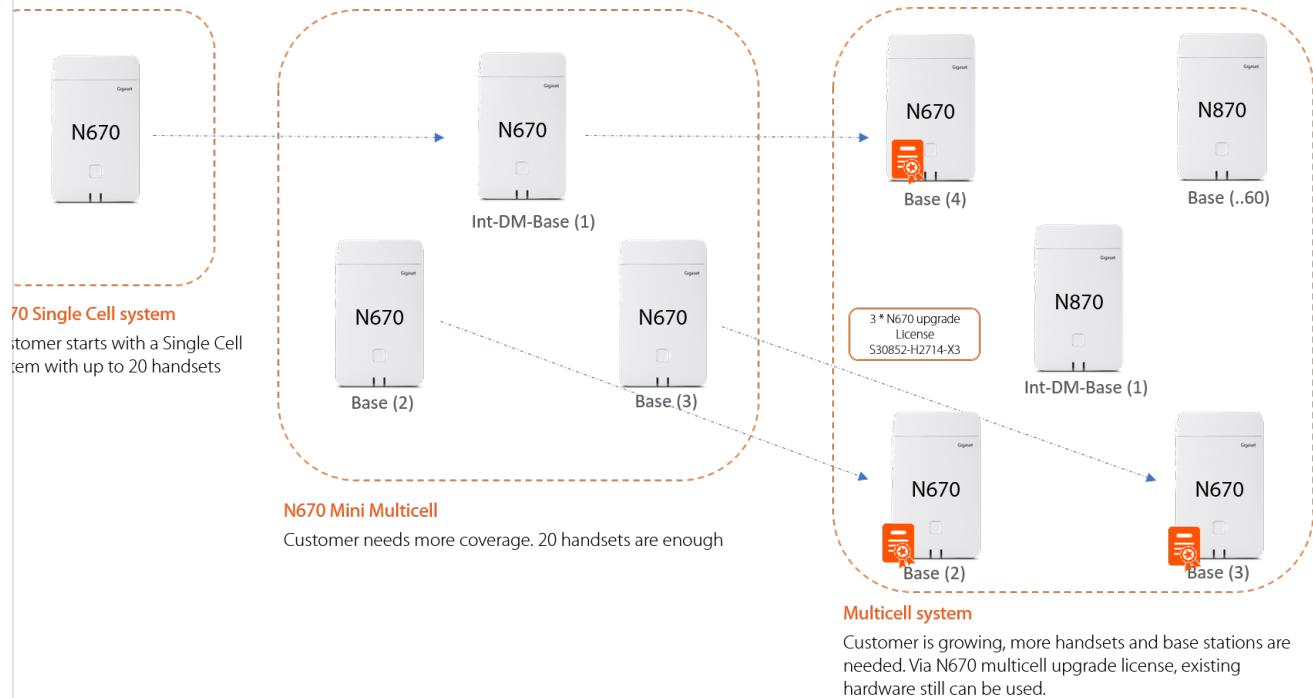 N670
N670
Int-DM-Base (1)
N670
Base (2)
N670
Base (3)
70 Single Cell system
stomer starts with a Single Cell
tem with up to 20 handsets
N670 Mini Multicell
Customer needs more coverage. 20 handsets are enough
Gigaset
N670
Base (4)
Gigaset
N870
Base (..60)
Gigaset
N870
Int-DM-Base (1)
3 * N670 upgrade
License
S30852-H2714-X3
Gigaset
N670
Base (2)
Gigaset
N670
Base (3)
Multicell system
Customer is growing, more handsets and base stations are
needed. Via N670 multicell upgrade license, existing
hardware still can be used.